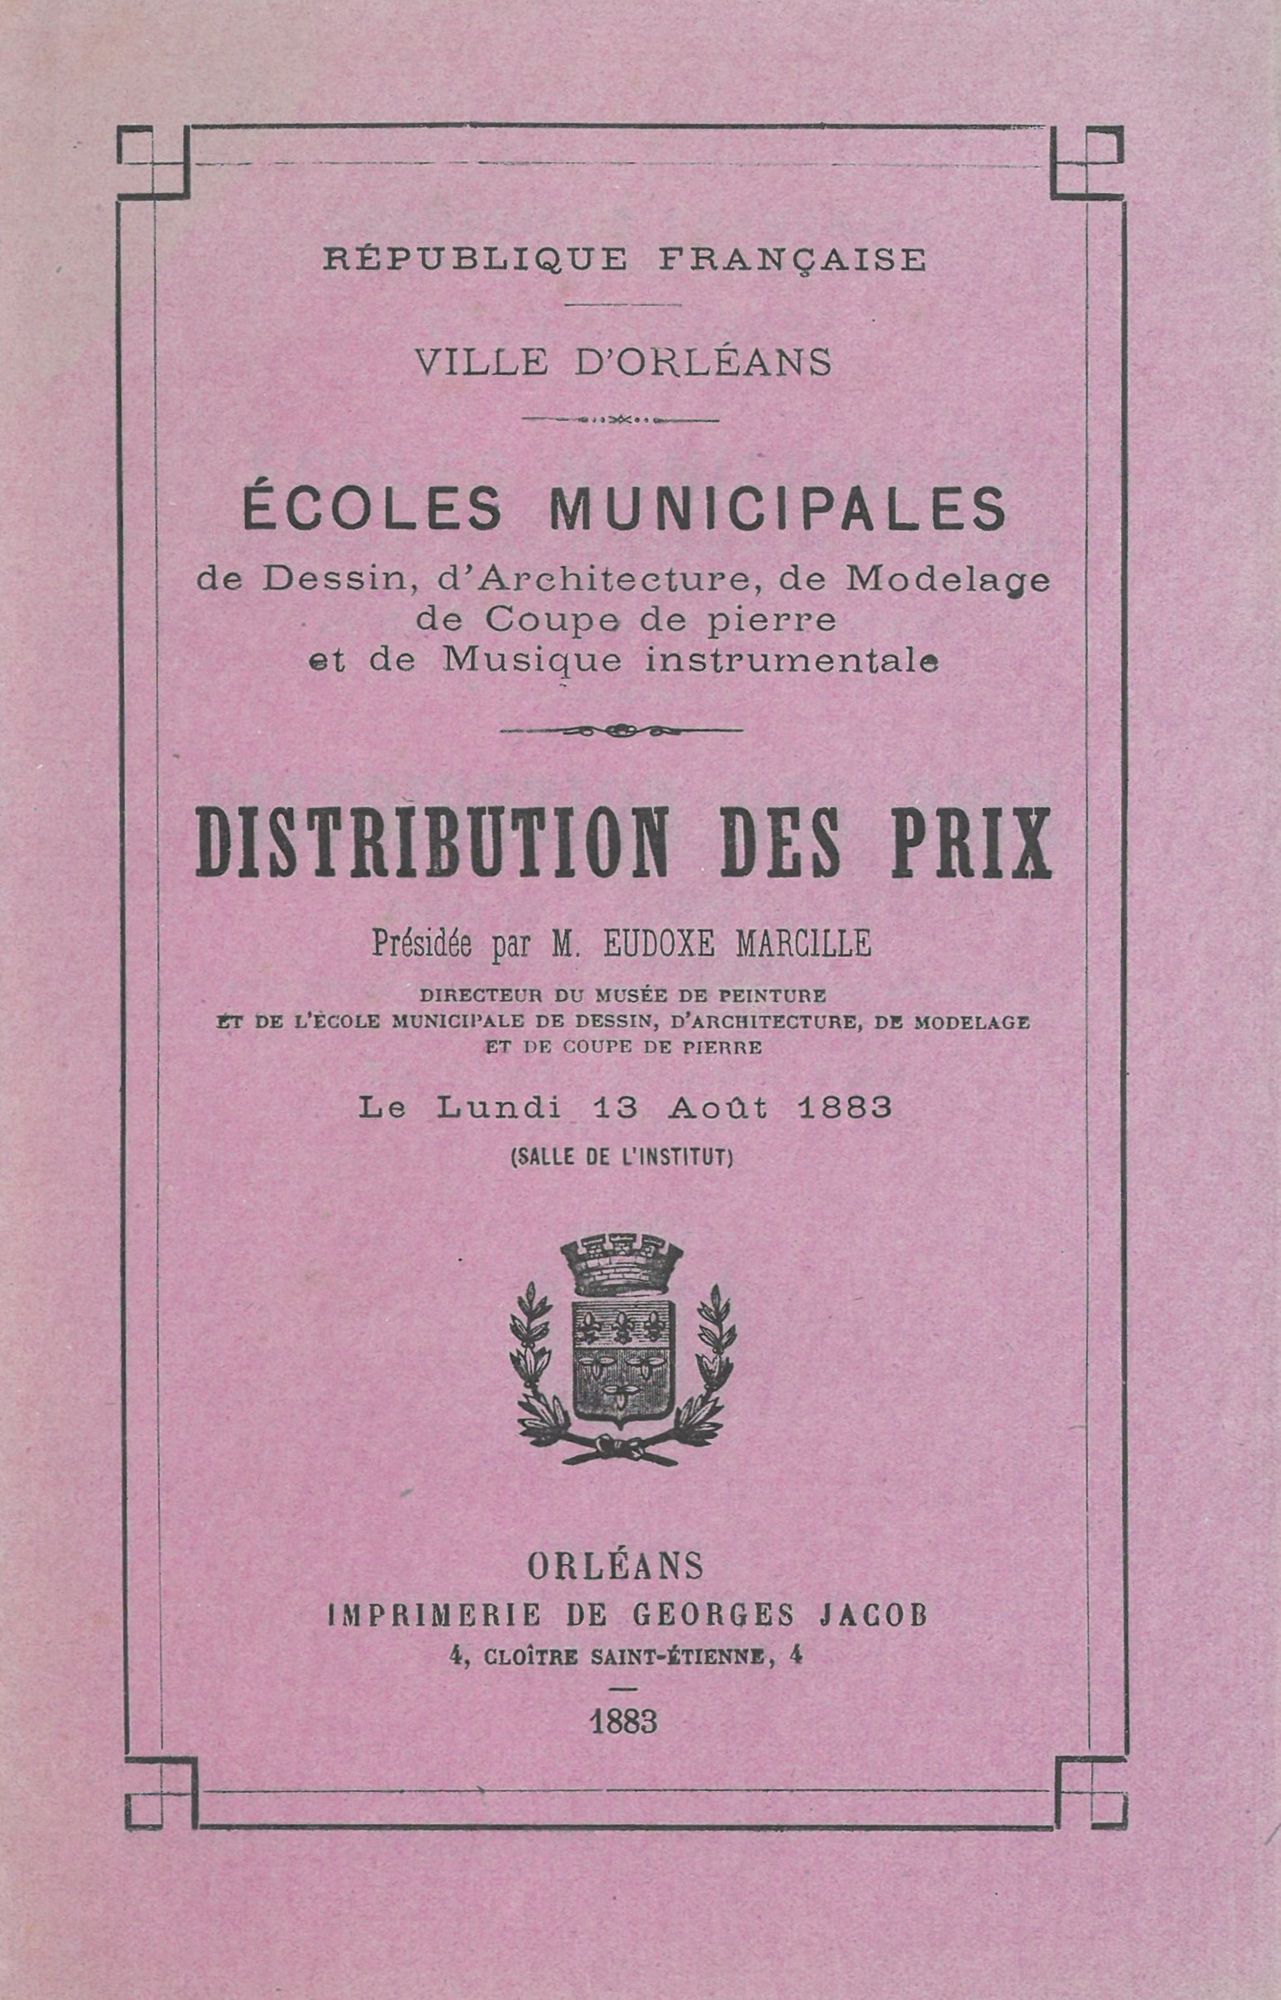 RÉPUBLIQUE FRANÇAISE
VILLE D'ORLÉANS
ÉCOLES MUNICIPALES
de Dessin, d'Architecture, de Modelage
de Coupe de pierre
et de Musique instrumentale
DISTRIBUTION DES PRIX
Présidée par M. EUDOXE MARCILLE
DIRECTEUR DU MUSÉE DE PEINTURE
ET DE L'ÉCOLE MUNICIPALE DE DESSIN, D'ARCHITECTURE, DE MODELAGE
ET DE COUPE DE PIERRE
Le Lundi 13 Août 1883
(SALLE DE L'INSTITUT)
ORLÉANS
IMPRIMERIE DE GEORGES JACOB
4, CLOÎTRE SAINT-ÉTIENNE, 4
1883